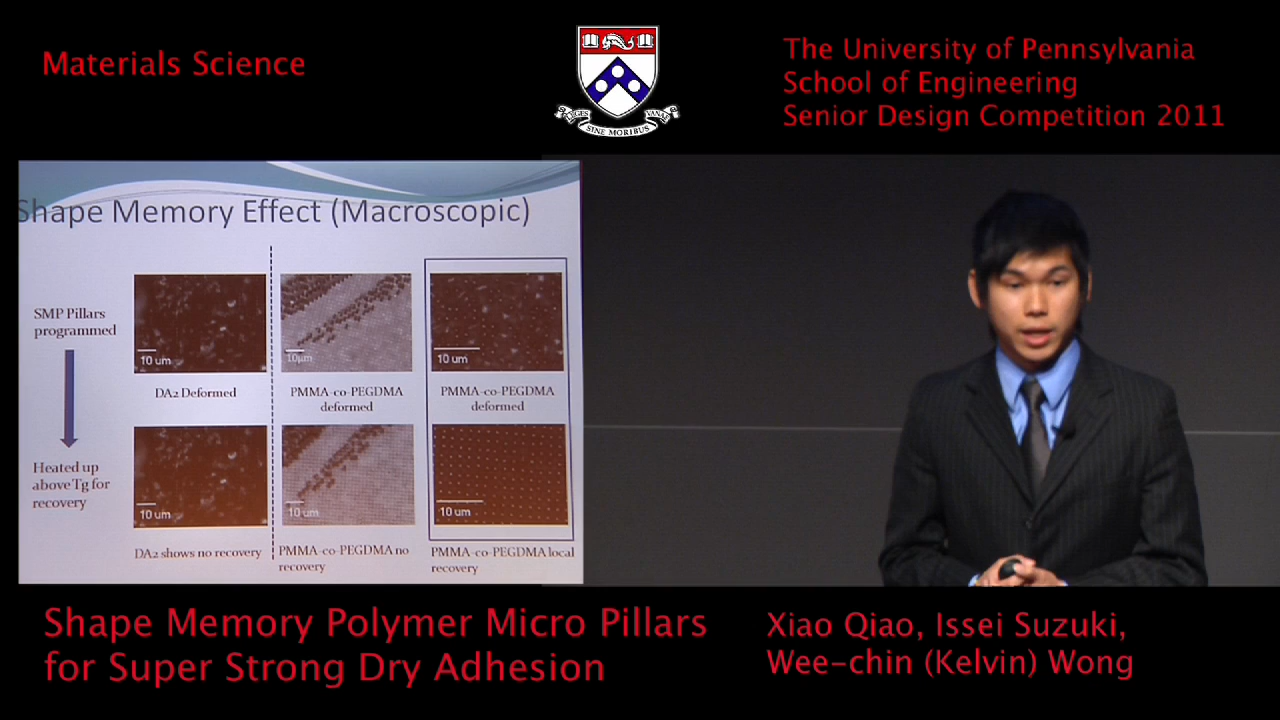 Materials Science
The University of Pennsylvania
School of Engineering
Senior Design Competition 2011
SINE MORIBUS
Shape Memory Effect (Macroscopic)
SMP Pillars
programmed
10 um
10µm
10 um
DA2 Deformed
PMMA-co-PEGDMA
deformed
PMMA-co-PEGDMA
deformed
Heated up
above Tg for
recovery
10 um
10 um
10 um
DA2 shows no recovery
PMMA-co-PEGDMA no
recovery
PMMA-co-PEGDMA local
recovery
Shape Memory Polymer Micro Pillars
for Super Strong Dry Adhesion
Xiao Qiao, Issei Suzuki,
Wee-chin (Kelvin) Wong